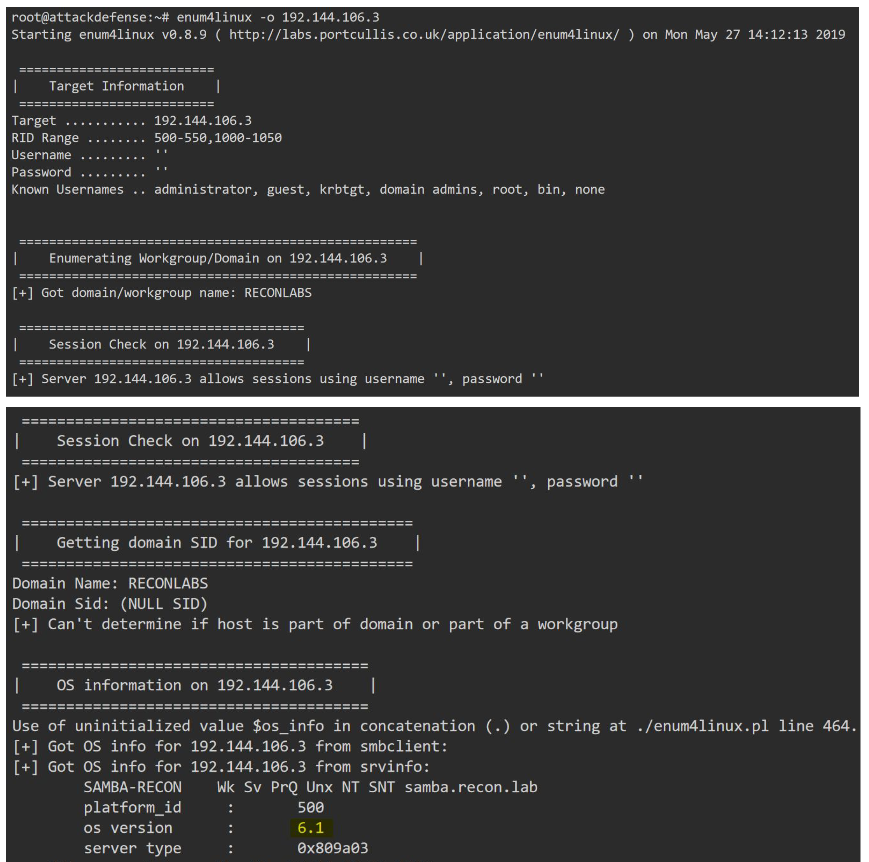 root@attackdefense:~# enum4linux -o 192.144.106.3
Starting enum4linux v0.8.9 ( http://labs.portcullis.co.uk/application/enum4linux/ ) on Mon May 27 14:12:13 2019
==========================
|    Target Information    |
==========================
Target ........... 192.144.106.3
RID Range ........ 500-550,1000-1050
Username ......... ''
Password ......... ''
Known Usernames .. administrator, guest, krbtgt, domain admins, root, bin, none
=====================================================
|    Enumerating Workgroup/Domain on 192.144.106.3    |
=====================================================
[+] Got domain/workgroup name: RECONLABS
======================================
|    Session Check on 192.144.106.3    |
======================================
[+] Server 192.144.106.3 allows sessions using username '', password ''
======================================
|    Session Check on 192.144.106.3    |
======================================
[+] Server 192.144.106.3 allows sessions using username '', password ''
============================================
|    Getting domain SID for 192.144.106.3    |
============================================
Domain Name: RECONLABS
Domain Sid: (NULL SID)
[+] Can't determine if host is part of domain or part of a workgroup
=======================================
|    OS information on 192.144.106.3    |
=======================================
Use of uninitialized value $os_info in concatenation (.) or string at ./enum4linux.pl line 464.
[+] Got OS info for 192.144.106.3 from smbclient:
[+] Got OS info for 192.144.106.3 from srvinfo:
SAMBA-RECON    Wk Sv PrQ Unx NT SNT samba.recon.lab
platform_id     :       500
os version      :       6.1
server type     :       0x809a03